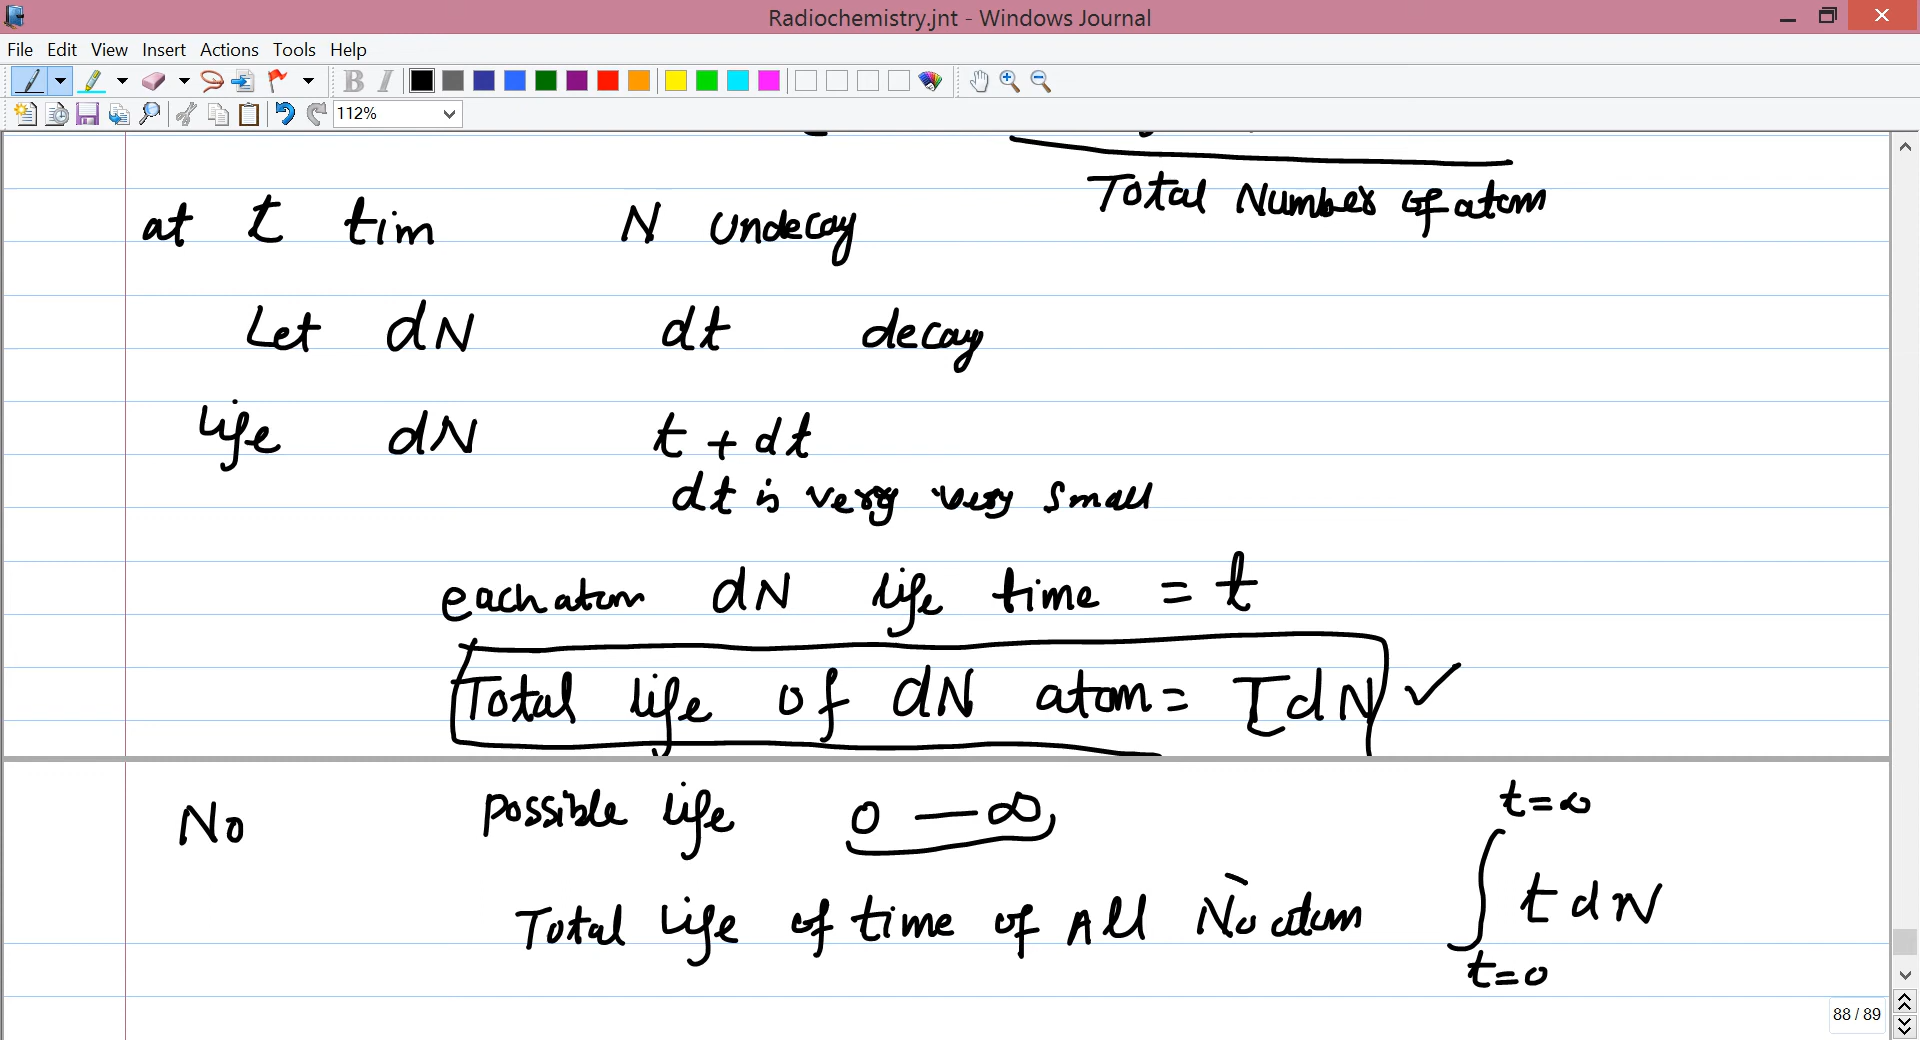 Radiochemistry.jnt - Windows Journal
File Edit View Insert Actions Tools Help
B I
112%
Total Number of atom
at t tim N undecay
Let dN dt decay
life dN t + dt
dt is very very small
each atom dN life time = t
Total life of dN atom = t dN ✓
No possible life 0 — ∞
t=∞
Total life of time of All No atom ∫ t dN
t=0
88 / 89